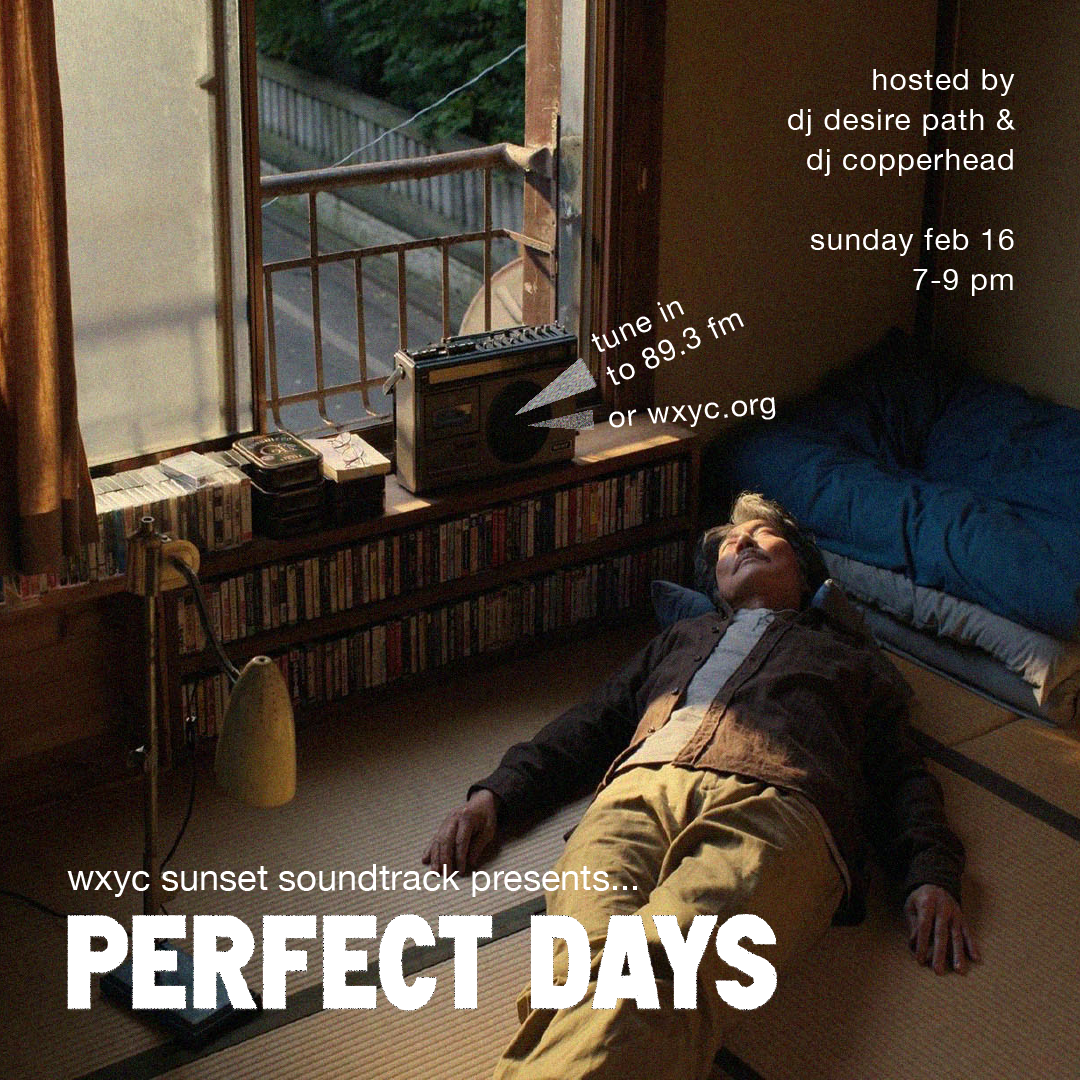 hosted by
dj desire path &
dj copperhead
sunday feb 16
7-9 pm
tune in
to 89.3 fm
or wxyc.org
wxyc sunset soundtrack presents...
PERFECT DAYS